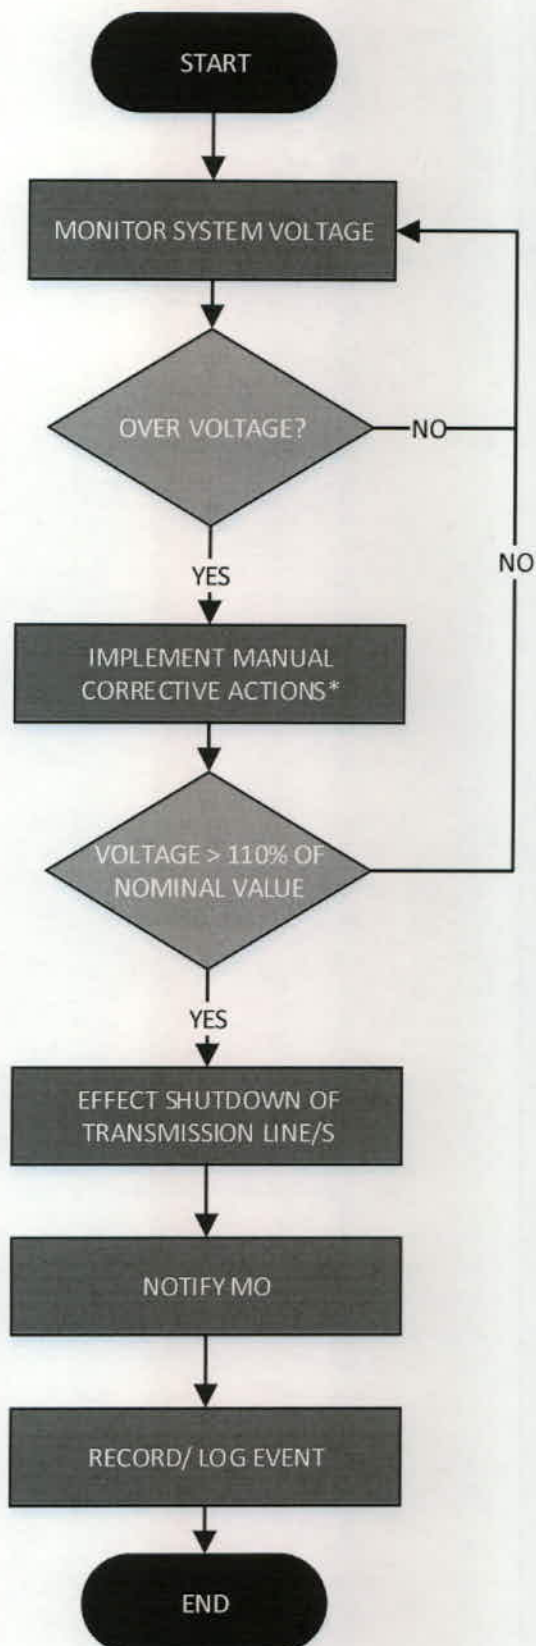 START
MONITOR SYSTEM VOLTAGE
OVER VOLTAGE?
NO
YES
NO
IMPLEMENT MANUAL
CORRECTIVE ACTIONS*
VOLTAGE > 110% OF
NOMINAL VALUE
YES
EFFECT SHUTDOWN OF
TRANSMISSION LINE/S
NOTIFY MO
RECORD/ LOG EVENT
END